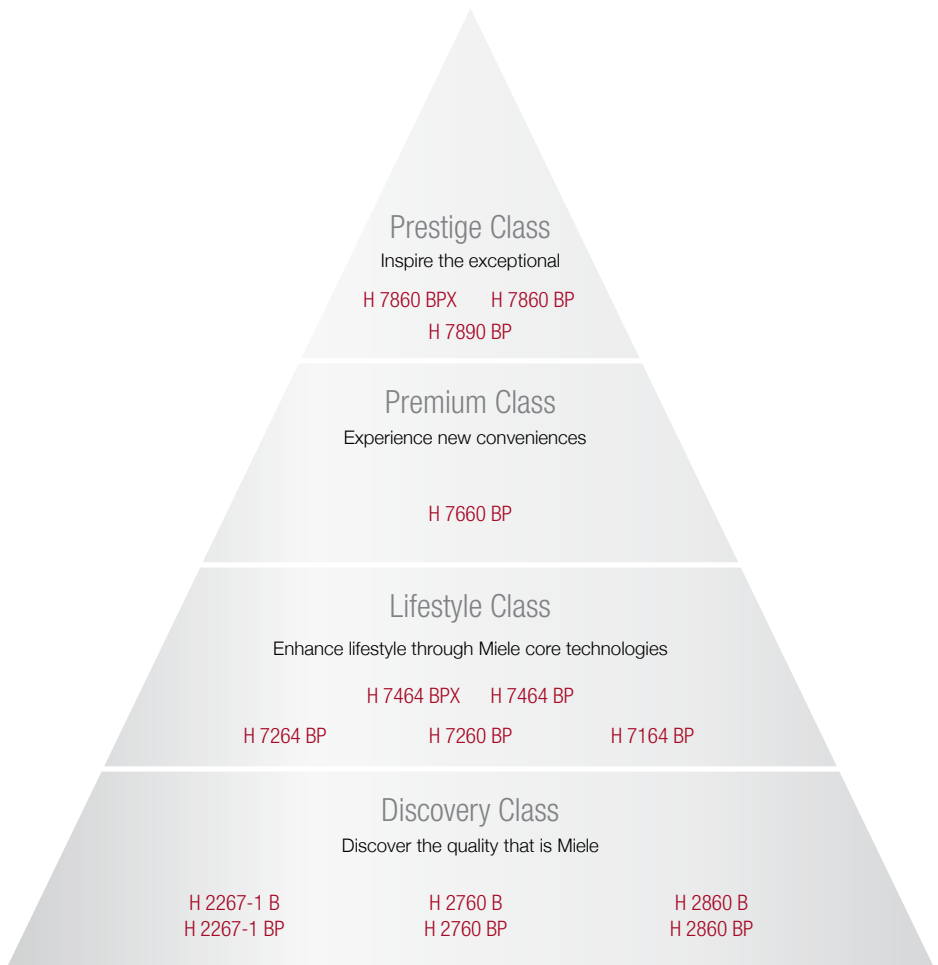 Prestige Class
Inspire the exceptional
H 7860 BPX H 7860 BP
H 7890 BP
Premium Class
Experience new conveniences
H 7660 BP
Lifestyle Class
Enhance lifestyle through Miele core technologies
H 7464 BPX H 7464 BP
H 7264 BP H 7260 BP H 7164 BP
Discovery Class
Discover the quality that is Miele
H 2267-1 B H 2760 B H 2860 B
H 2267-1 BP H 2760 BP H 2860 BP